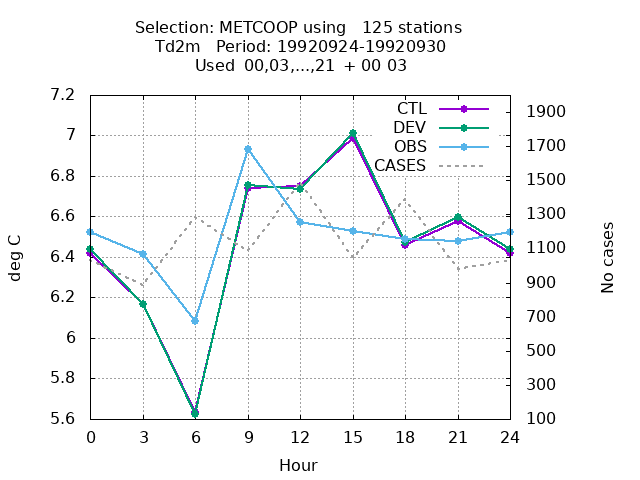 Selection: METCOOP using   125 stations
Td2m   Period: 19920924-19920930
Used  00,03,...,21  + 00 03
7.2
7
6.8
6.6
6.4
6.2
6
5.8
5.6
deg C
CTL
DEV
OBS
CASES
1900
1700
1500
1300
1100
900
700
500
300
100
No cases
0 3 6 9 12 15 18 21 24
Hour